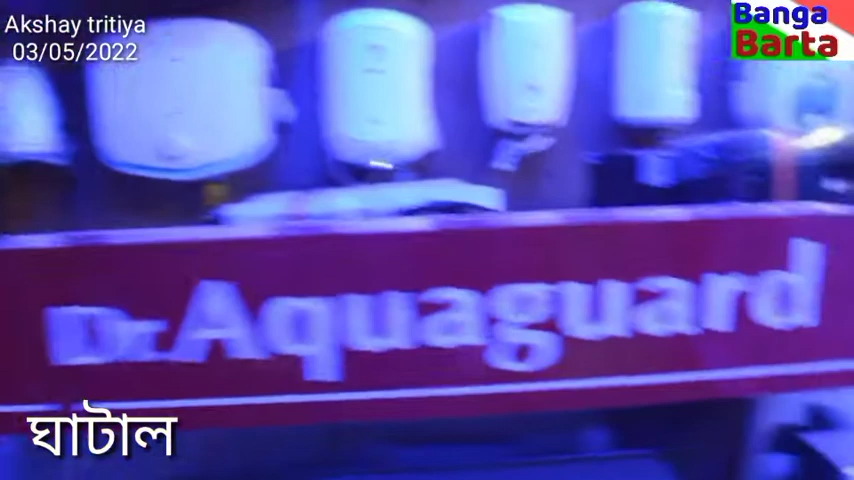 Akshay tritiya
03/05/2022
Banga
Barta
Dr.Aquaguard
ঘাটাল